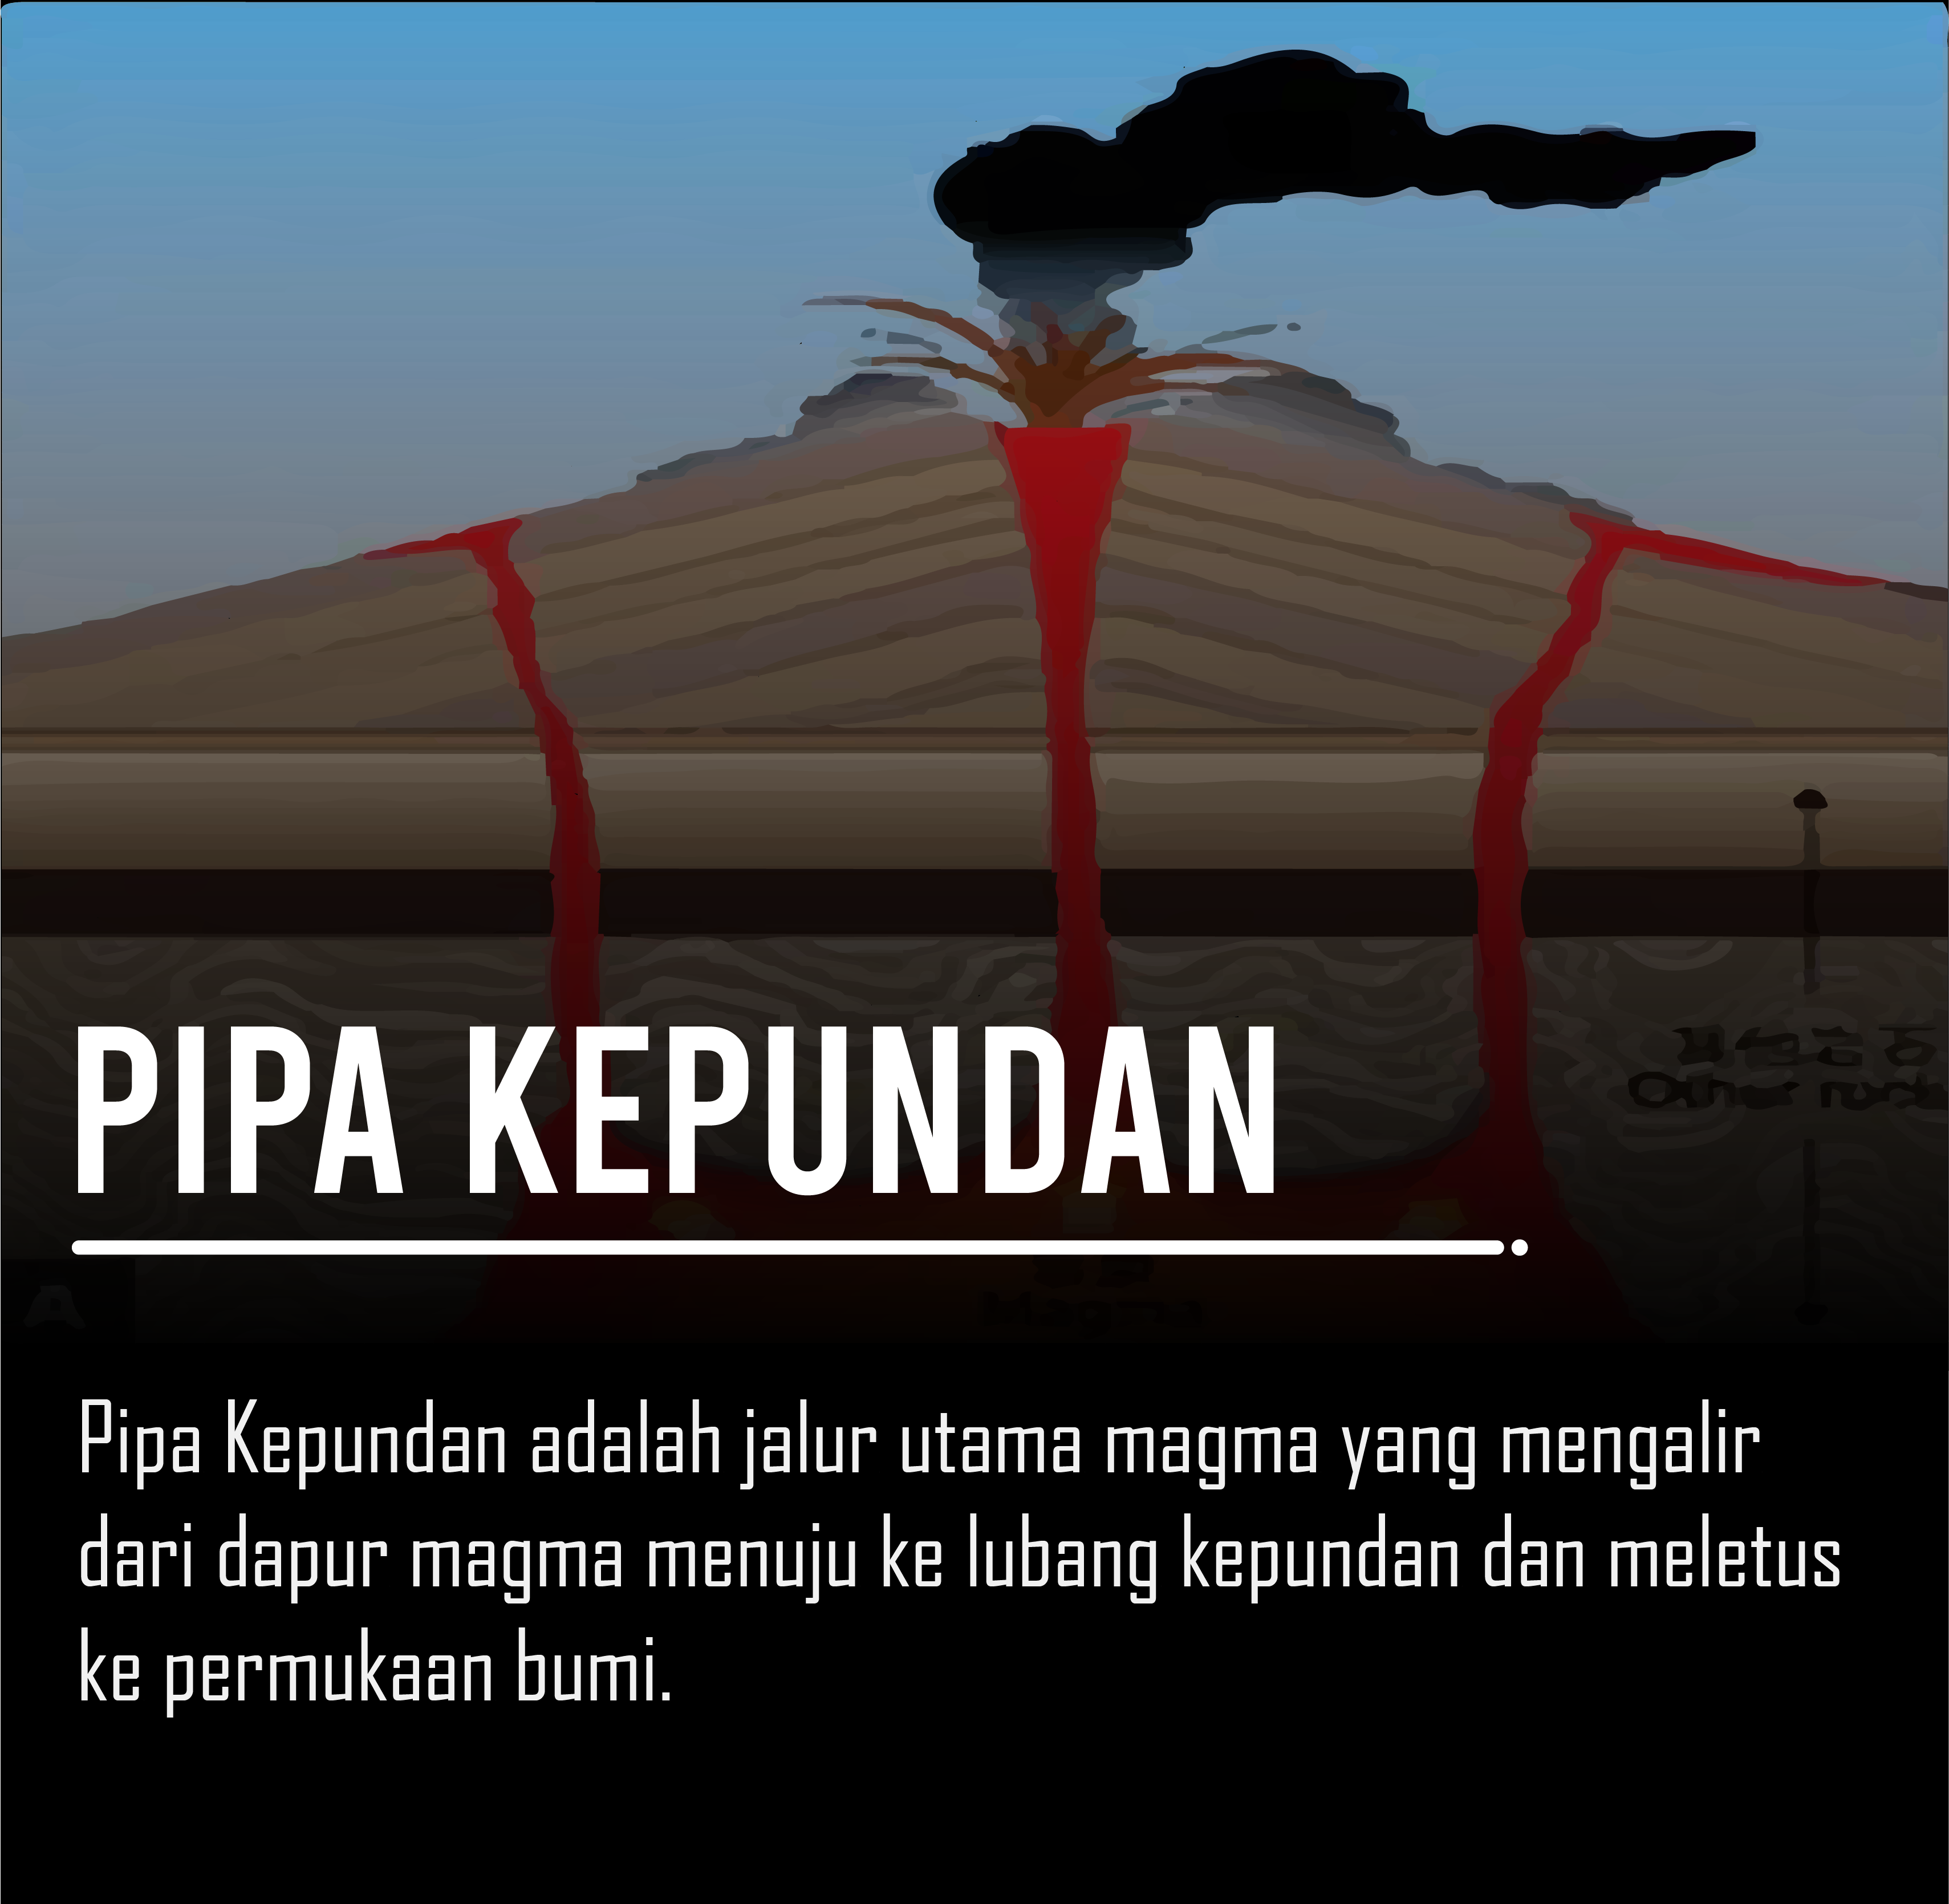 PIPA KEPUNDAN
A
Magma
Pipa Kepundan adalah jalur utama magma yang mengalir
dari dapur magma menuju ke lubang kepundan dan meletus
ke permukaan bumi.